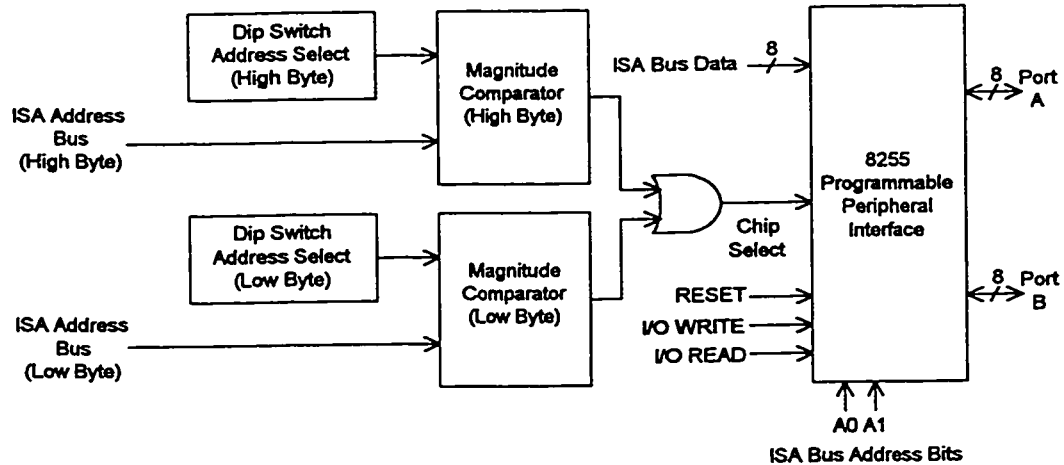 Dip Switch
Address Select
(High Byte)
ISA Address
Bus
(High Byte)
Magnitude
Comparator
(High Byte)
Dip Switch
Address Select
(Low Byte)
ISA Address
Bus
(Low Byte)
Magnitude
Comparator
(Low Byte)
ISA Bus Data
8
Chip
Select
RESET
I/O WRITE
I/O READ
8255
Programmable
Peripheral
Interface
8
Port
A
8
Port
B
A0 A1
ISA Bus Address Bits